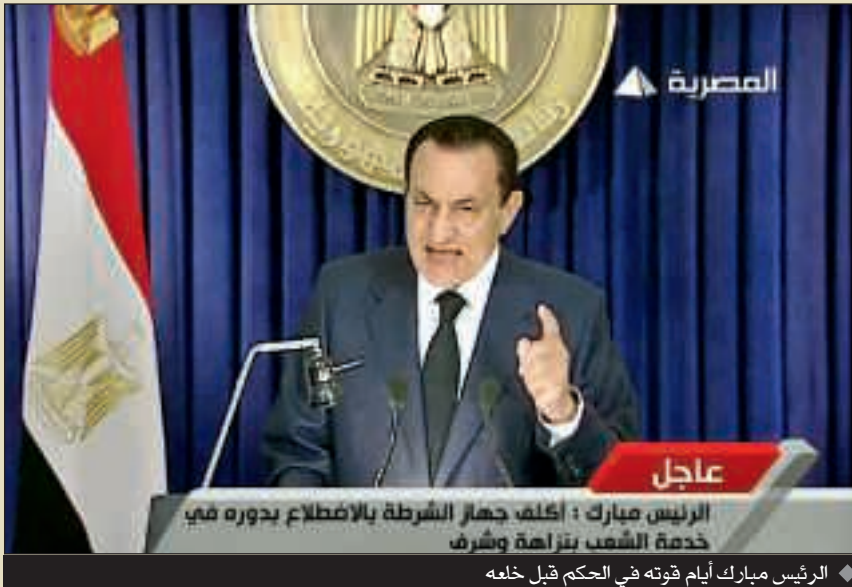 المصرية
عاجل
الرئيس مبارك : أكلف جهاز الشرطة بالاضطلاع بدوره في
خدمة الشعب بنزاهة وشرف
الرئيس مبارك أيام قوته في الحكم قبل خلعه